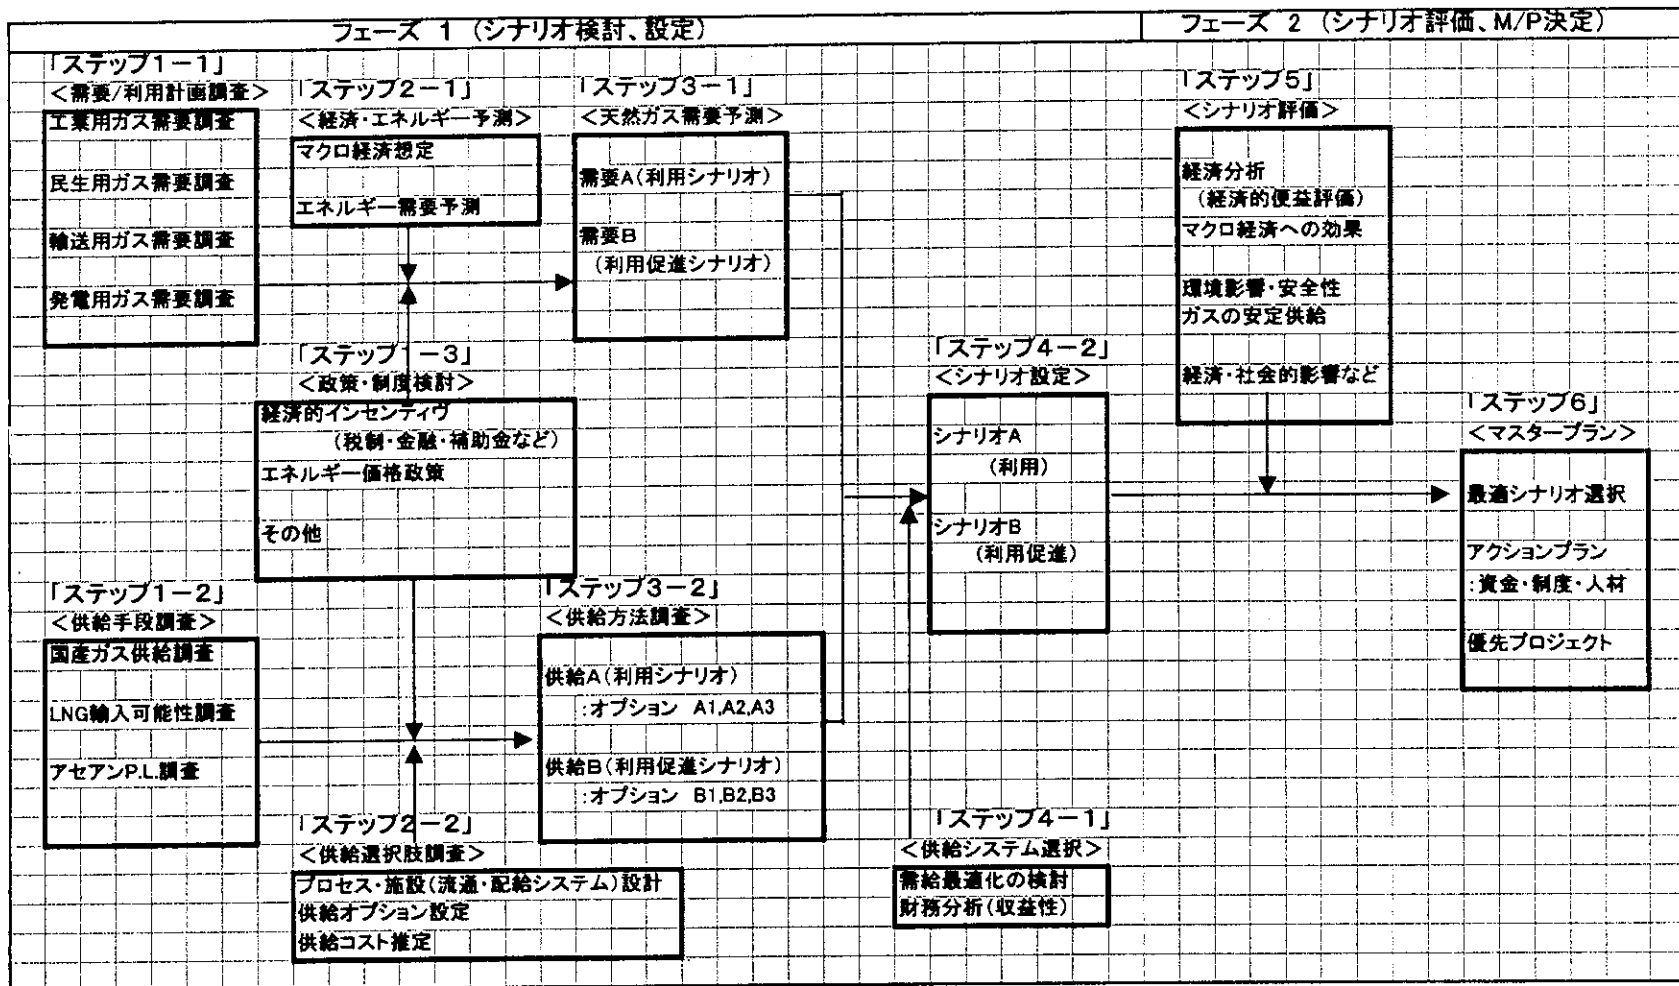 フェーズ 1 (シナリオ検討、設定)
フェーズ 2 (シナリオ評価、M/P決定)
「ステップ1-1」
<需要/利用計画調査>
工業用ガス需要調査
民生用ガス需要調査
輸送用ガス需要調査
発電用ガス需要調査
「ステップ2-1」
<経済・エネルギー予測>
マクロ経済想定
エネルギー需要予測
「ステップ3-1」
<天然ガス需要予測>
需要A(利用シナリオ)
需要B
(利用促進シナリオ)
「ステップ1-3」
<政策・制度検討>
経済的インセンティヴ
(税制・金融・補助金など)
エネルギー価格政策
その他
「ステップ1-2」
<供給手段調査>
国産ガス供給調査
LNG輸入可能性調査
アセアンP.L.調査
「ステップ2-2」
<供給選択肢調査>
プロセス・施設(流通・配給システム)設計
供給オプション設定
供給コスト推定
「ステップ3-2」
<供給方法調査>
供給A(利用シナリオ)
:オプション A1,A2,A3
供給B(利用促進シナリオ)
:オプション B1,B2,B3
「ステップ4-2」
<シナリオ設定>
シナリオA
(利用)
シナリオB
(利用促進)
「ステップ4-1」
<供給システム選択>
需給最適化の検討
財務分析(収益性)
「ステップ5」
<シナリオ評価>
経済分析
(経済的便益評価)
マクロ経済への効果
環境影響・安全性
ガスの安定供給
経済・社会的影響など
「ステップ6」
<マスタープラン>
最適シナリオ選択
アクションプラン
:資金・制度・人材
優先プロジェクト